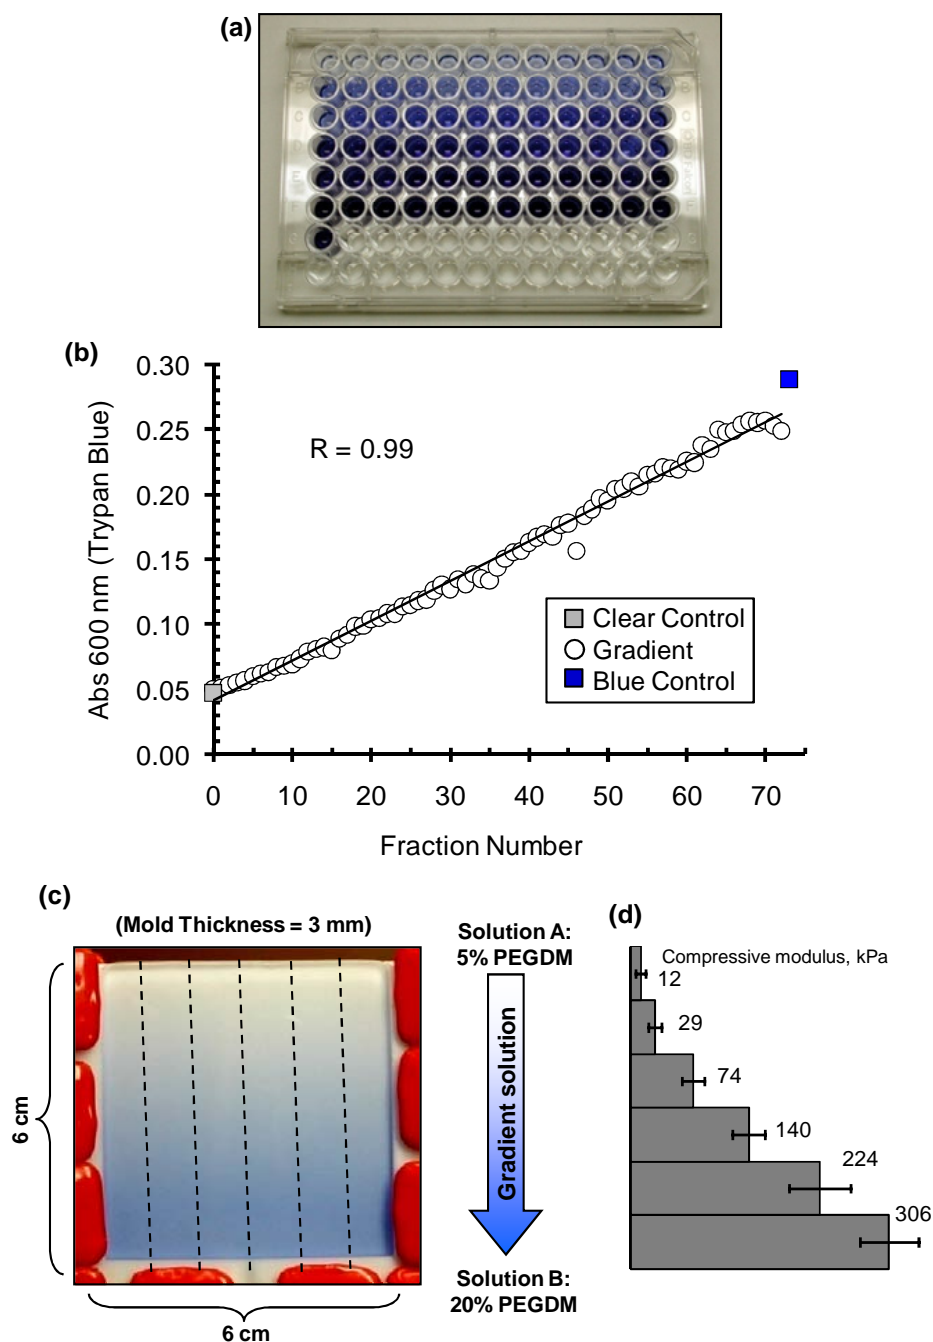 (a)
B
C
D
F
G
B
C
F
G
(b)
0.30
0.25
0.20
0.15
0.10
0.05
0.00
Abs 600 nm (Trypan Blue)
R = 0.99
Clear Control
Gradient
Blue Control
0 10 20 30 40 50 60 70
Fraction Number
(c)
(Mold Thickness = 3 mm)
6 cm
6 cm
Solution A:
5% PEGDM
Gradient solution
Solution B:
20% PEGDM
(d)
Compressive modulus, kPa
12
29
74
140
224
306